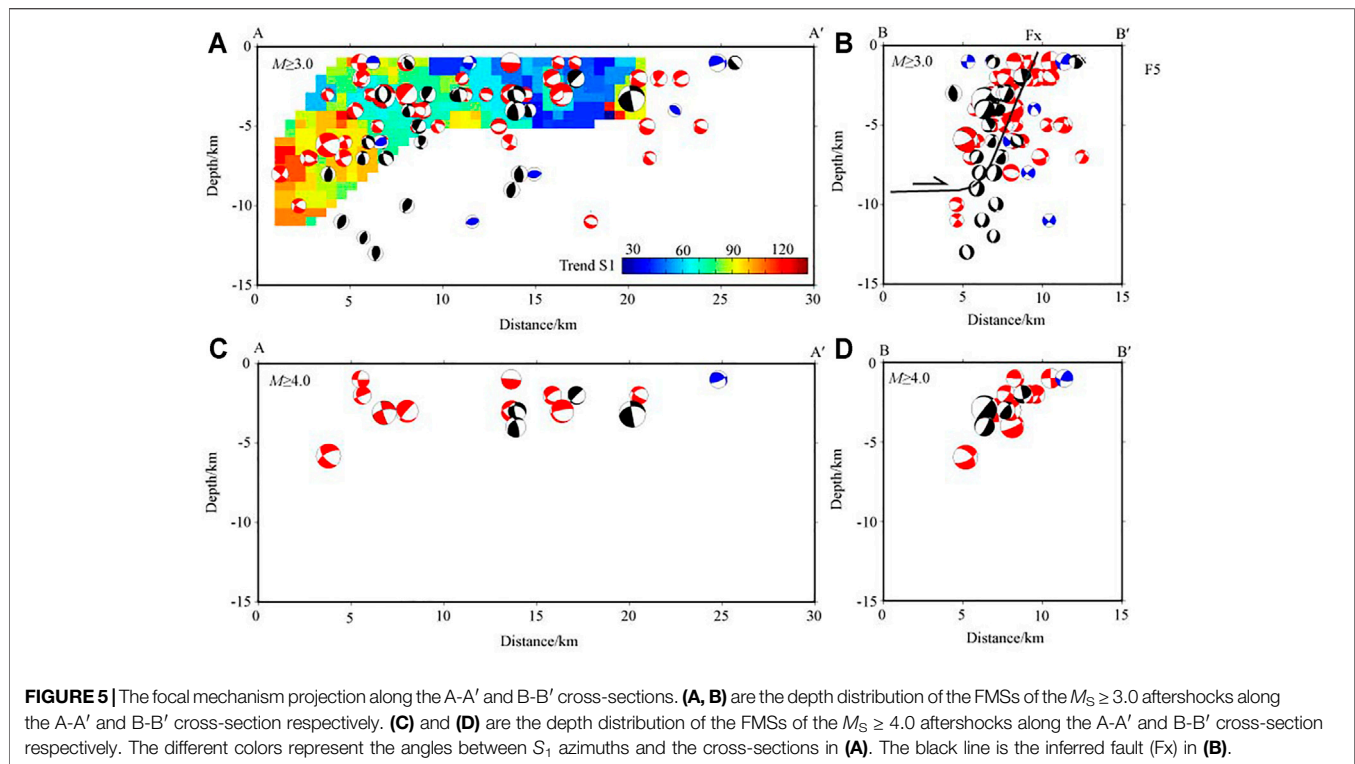 A
A
A′
M≥3.0
0
-5
-10
-15
Depth/km
Trend S1
30 60 90 120
0 5 10 15 20 25 30
Distance/km
B
B
Fx
B′
M≥3.0
F5
0
-5
-10
-15
Depth/km
0 5 10 15
Distance/km
C
A
A′
M≥4.0
0
-5
-10
-15
Depth/km
0 5 10 15 20 25 30
Distance/km
D
B
B′
M≥4.0
0
-5
-10
-15
Depth/km
0 5 10 15
Distance/km
FIGURE 5 | The focal mechanism projection along the A-A′ and B-B′ cross-sections. (A, B) are the depth distribution of the FMSs of the MS ≥ 3.0 aftershocks along
the A-A′ and B-B′ cross-section respectively. (C) and (D) are the depth distribution of the FMSs of the MS ≥ 4.0 aftershocks along the A-A′ and B-B′ cross-section
respectively. The different colors represent the angles between S1 azimuths and the cross-sections in (A). The black line is the inferred fault (Fx) in (B).